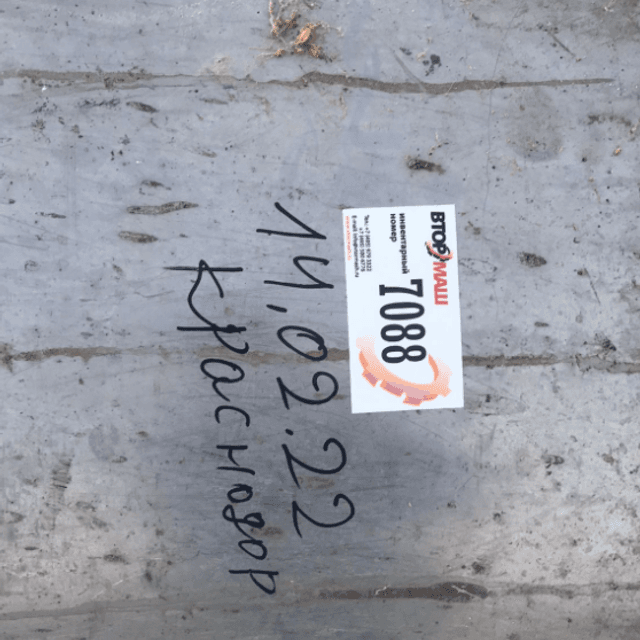 ВТОРМАШ
инвентарный
номер
7088
14.02.22
Краснодар